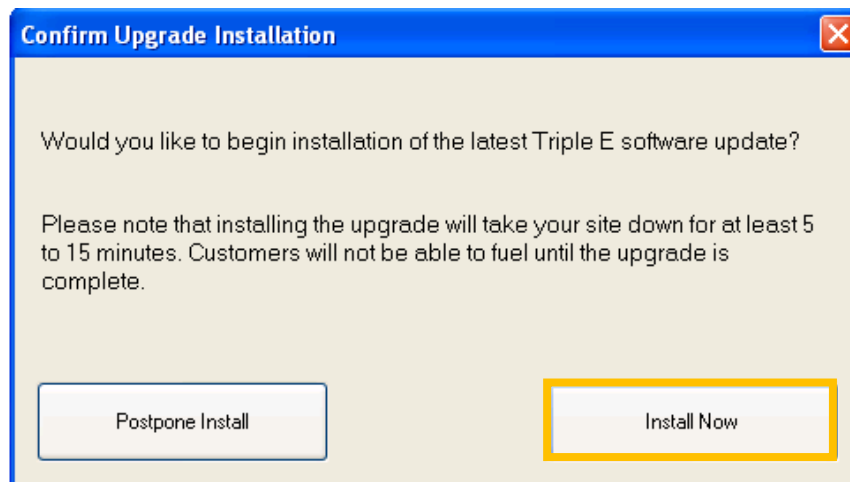 Confirm Upgrade Installation
Would you like to begin installation of the latest Triple E software update?
Please note that installing the upgrade will take your site down for at least 5
to 15 minutes. Customers will not be able to fuel until the upgrade is
complete.
Postpone Install
Install Now